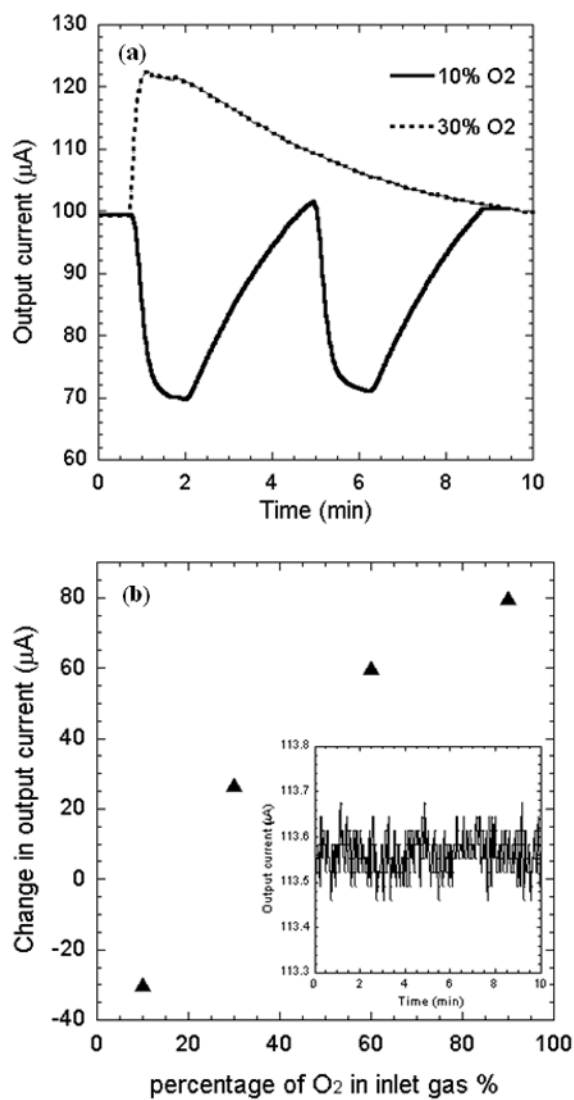 130
(a)
10% O2
30% O2
120
110
100
90
80
70
60
Output current (µA)
0 2 4 6 8 10
Time (min)
(b)
80
60
40
20
0
-20
-40
Change in output current (µA)
113.8
113.7
113.6
113.5
113.4
113.3
Output current (µA)
0 2 4 6 8 10
Time (min)
0 20 40 60 80 100
percentage of O₂ in inlet gas %